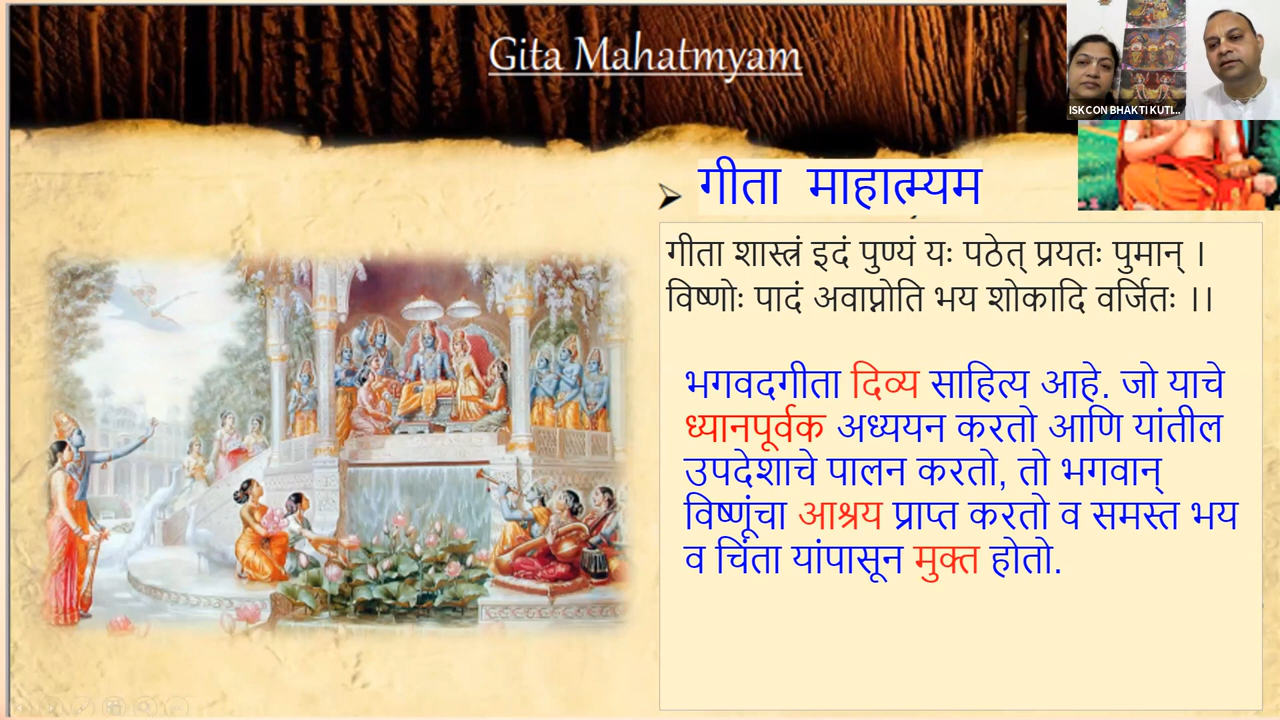 Gita Mahatmyam
ISKCON BHAKTI KUTI...
गीता माहात्म्यम
गीता शास्त्रं इदं पुण्यं यः पठेत् प्रयतः पुमान् ।
विष्णोः पादं अवाप्नोति भय शोकादि वर्जितः ।।
भगवदगीता दिव्य साहित्य आहे. जो याचे
ध्यानपूर्वक अध्ययन करतो आणि यांतील
उपदेशाचे पालन करतो, तो भगवान्
विष्णूंचा आश्रय प्राप्त करतो व समस्त भय
व चिंता यांपासून मुक्त होतो.